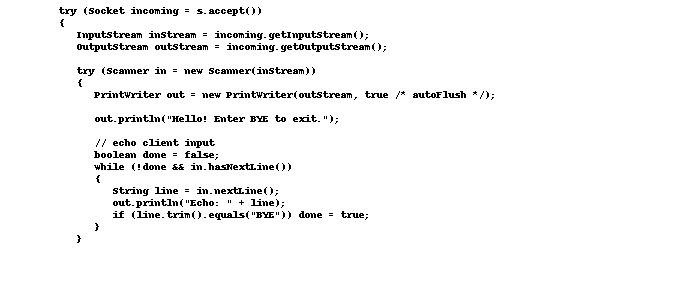 try (Socket incoming = s.accept())
{
InputStream inStream = incoming.getInputStream();
OutputStream outStream = incoming.getOutputStream();
try (Scanner in = new Scanner(inStream))
{
PrintWriter out = new PrintWriter(outStream, true /* autoFlush */);
out.println("Hello! Enter BYE to exit.");
// echo client input
boolean done = false;
while (!done && in.hasNextLine())
{
String line = in.nextLine();
out.println("Echo: " + line);
if (line.trim().equals("BYE")) done = true;
}
}